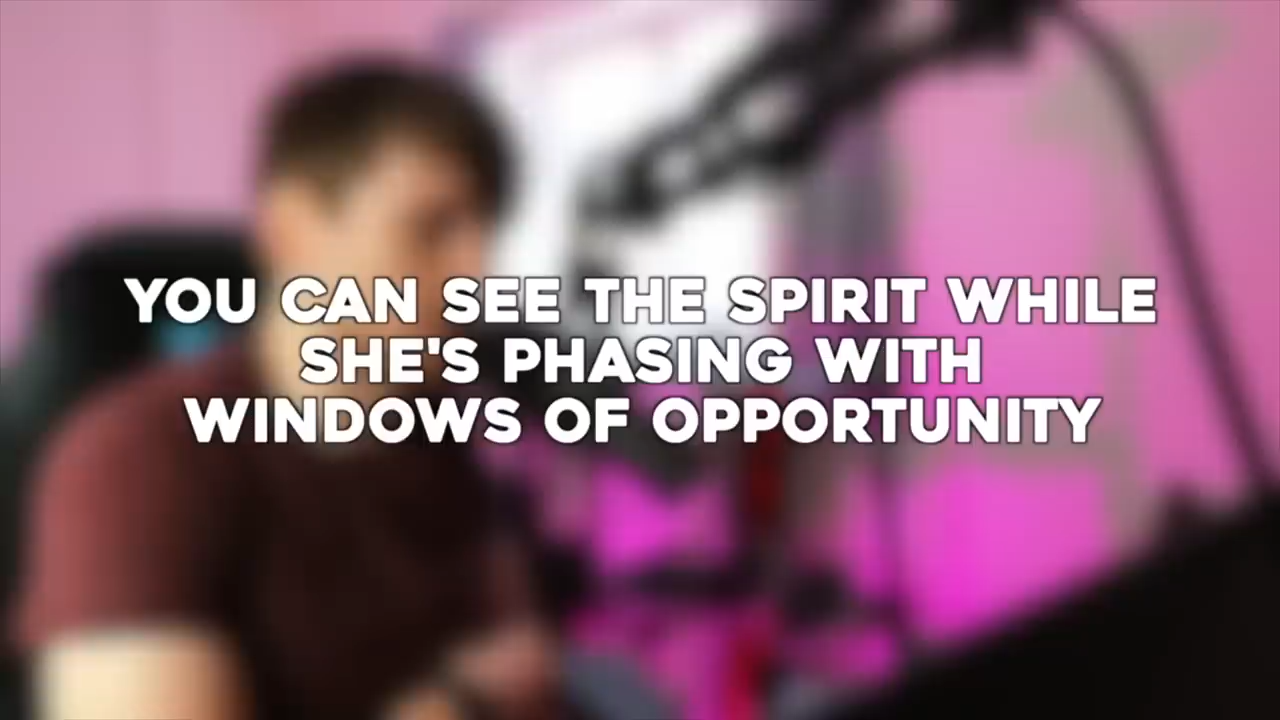 YOU CAN SEE THE SPIRIT WHILE
SHE'S PHASING WITH
WINDOWS OF OPPORTUNITY